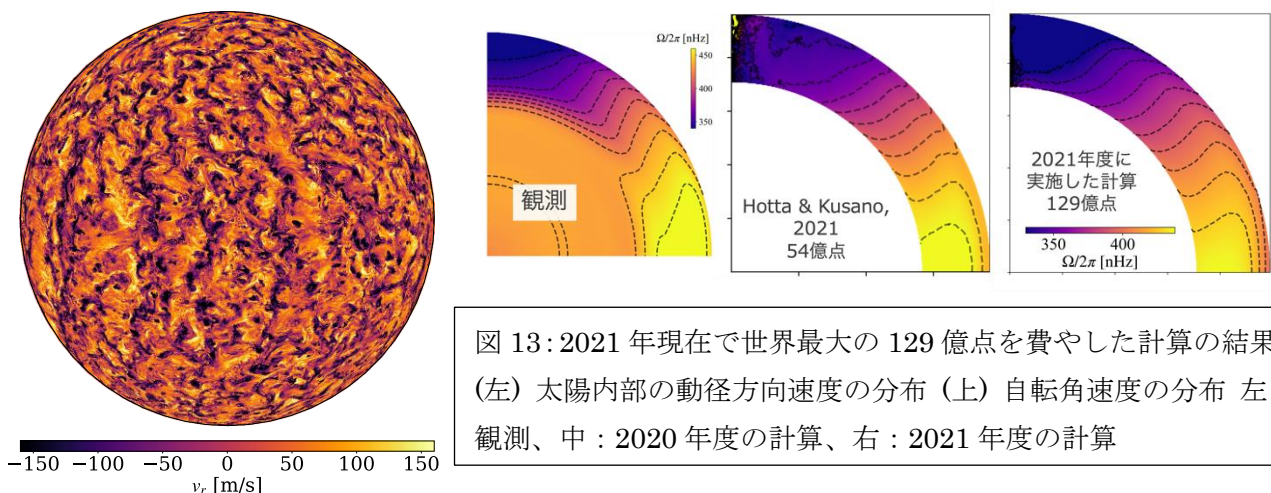 −150 −100 −50 0 50 100 150
v_r [m/s]
Ω/2π [nHz]
450
400
350
観測
Hotta & Kusano,
2021
54億点
2021年度に
実施した計算
129億点
350 400
Ω/2π [nHz]
図 13 : 2021 年現在で世界最大の 129 億点を費やした計算の結果
(左) 太陽内部の動径方向速度の分布 (上) 自転角速度の分布 左
観測、中：2020 年度の計算、右：2021 年度の計算